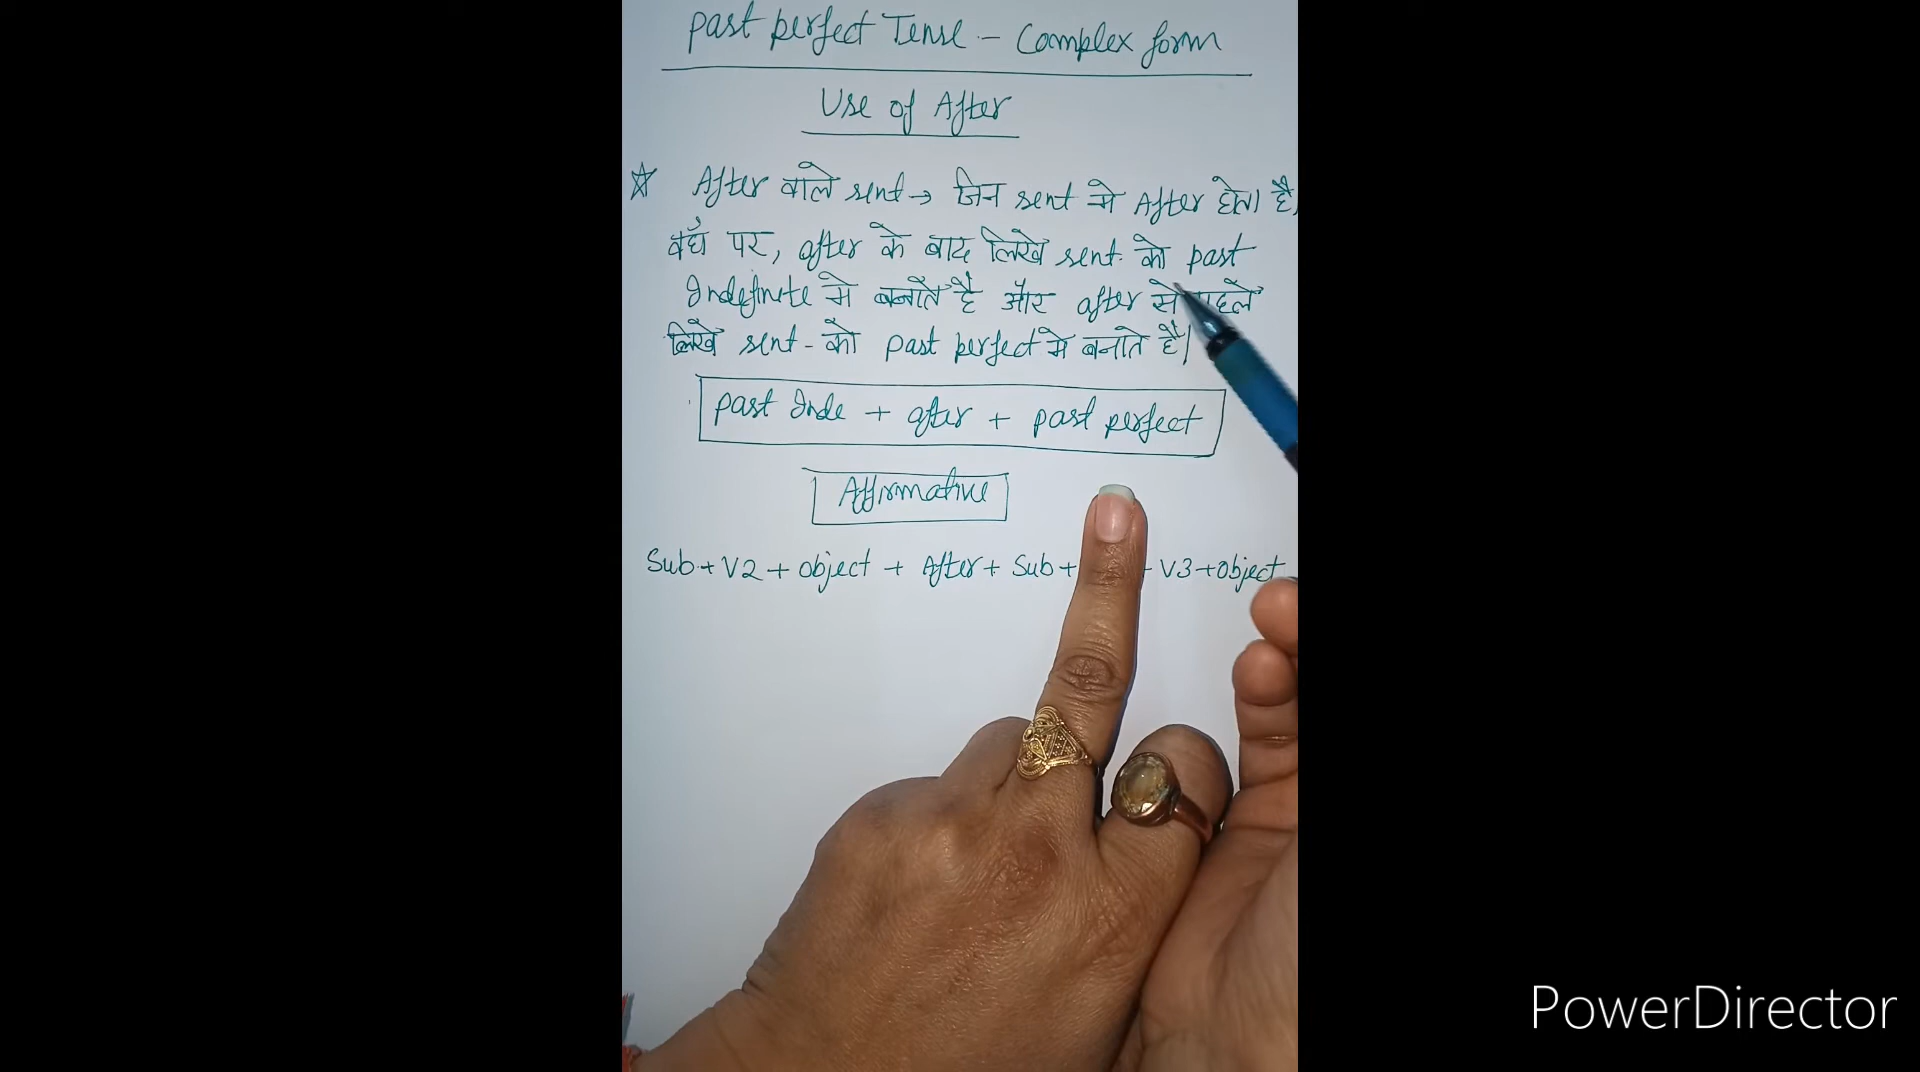 Past perfect Tense - Complex form
Use of After
☆ After वाले sent → जिन sent मे After होता है।
वहाँ पर, after के बाद लिखे sent. को past
Indefinite मे बनाते है और after से पहले
लिखे sent - को past perfect मे बनाते है।
past Inde + after + past perfect
Affirmative
Sub + V2 + object + After + Sub + + V3 + object
PowerDirector